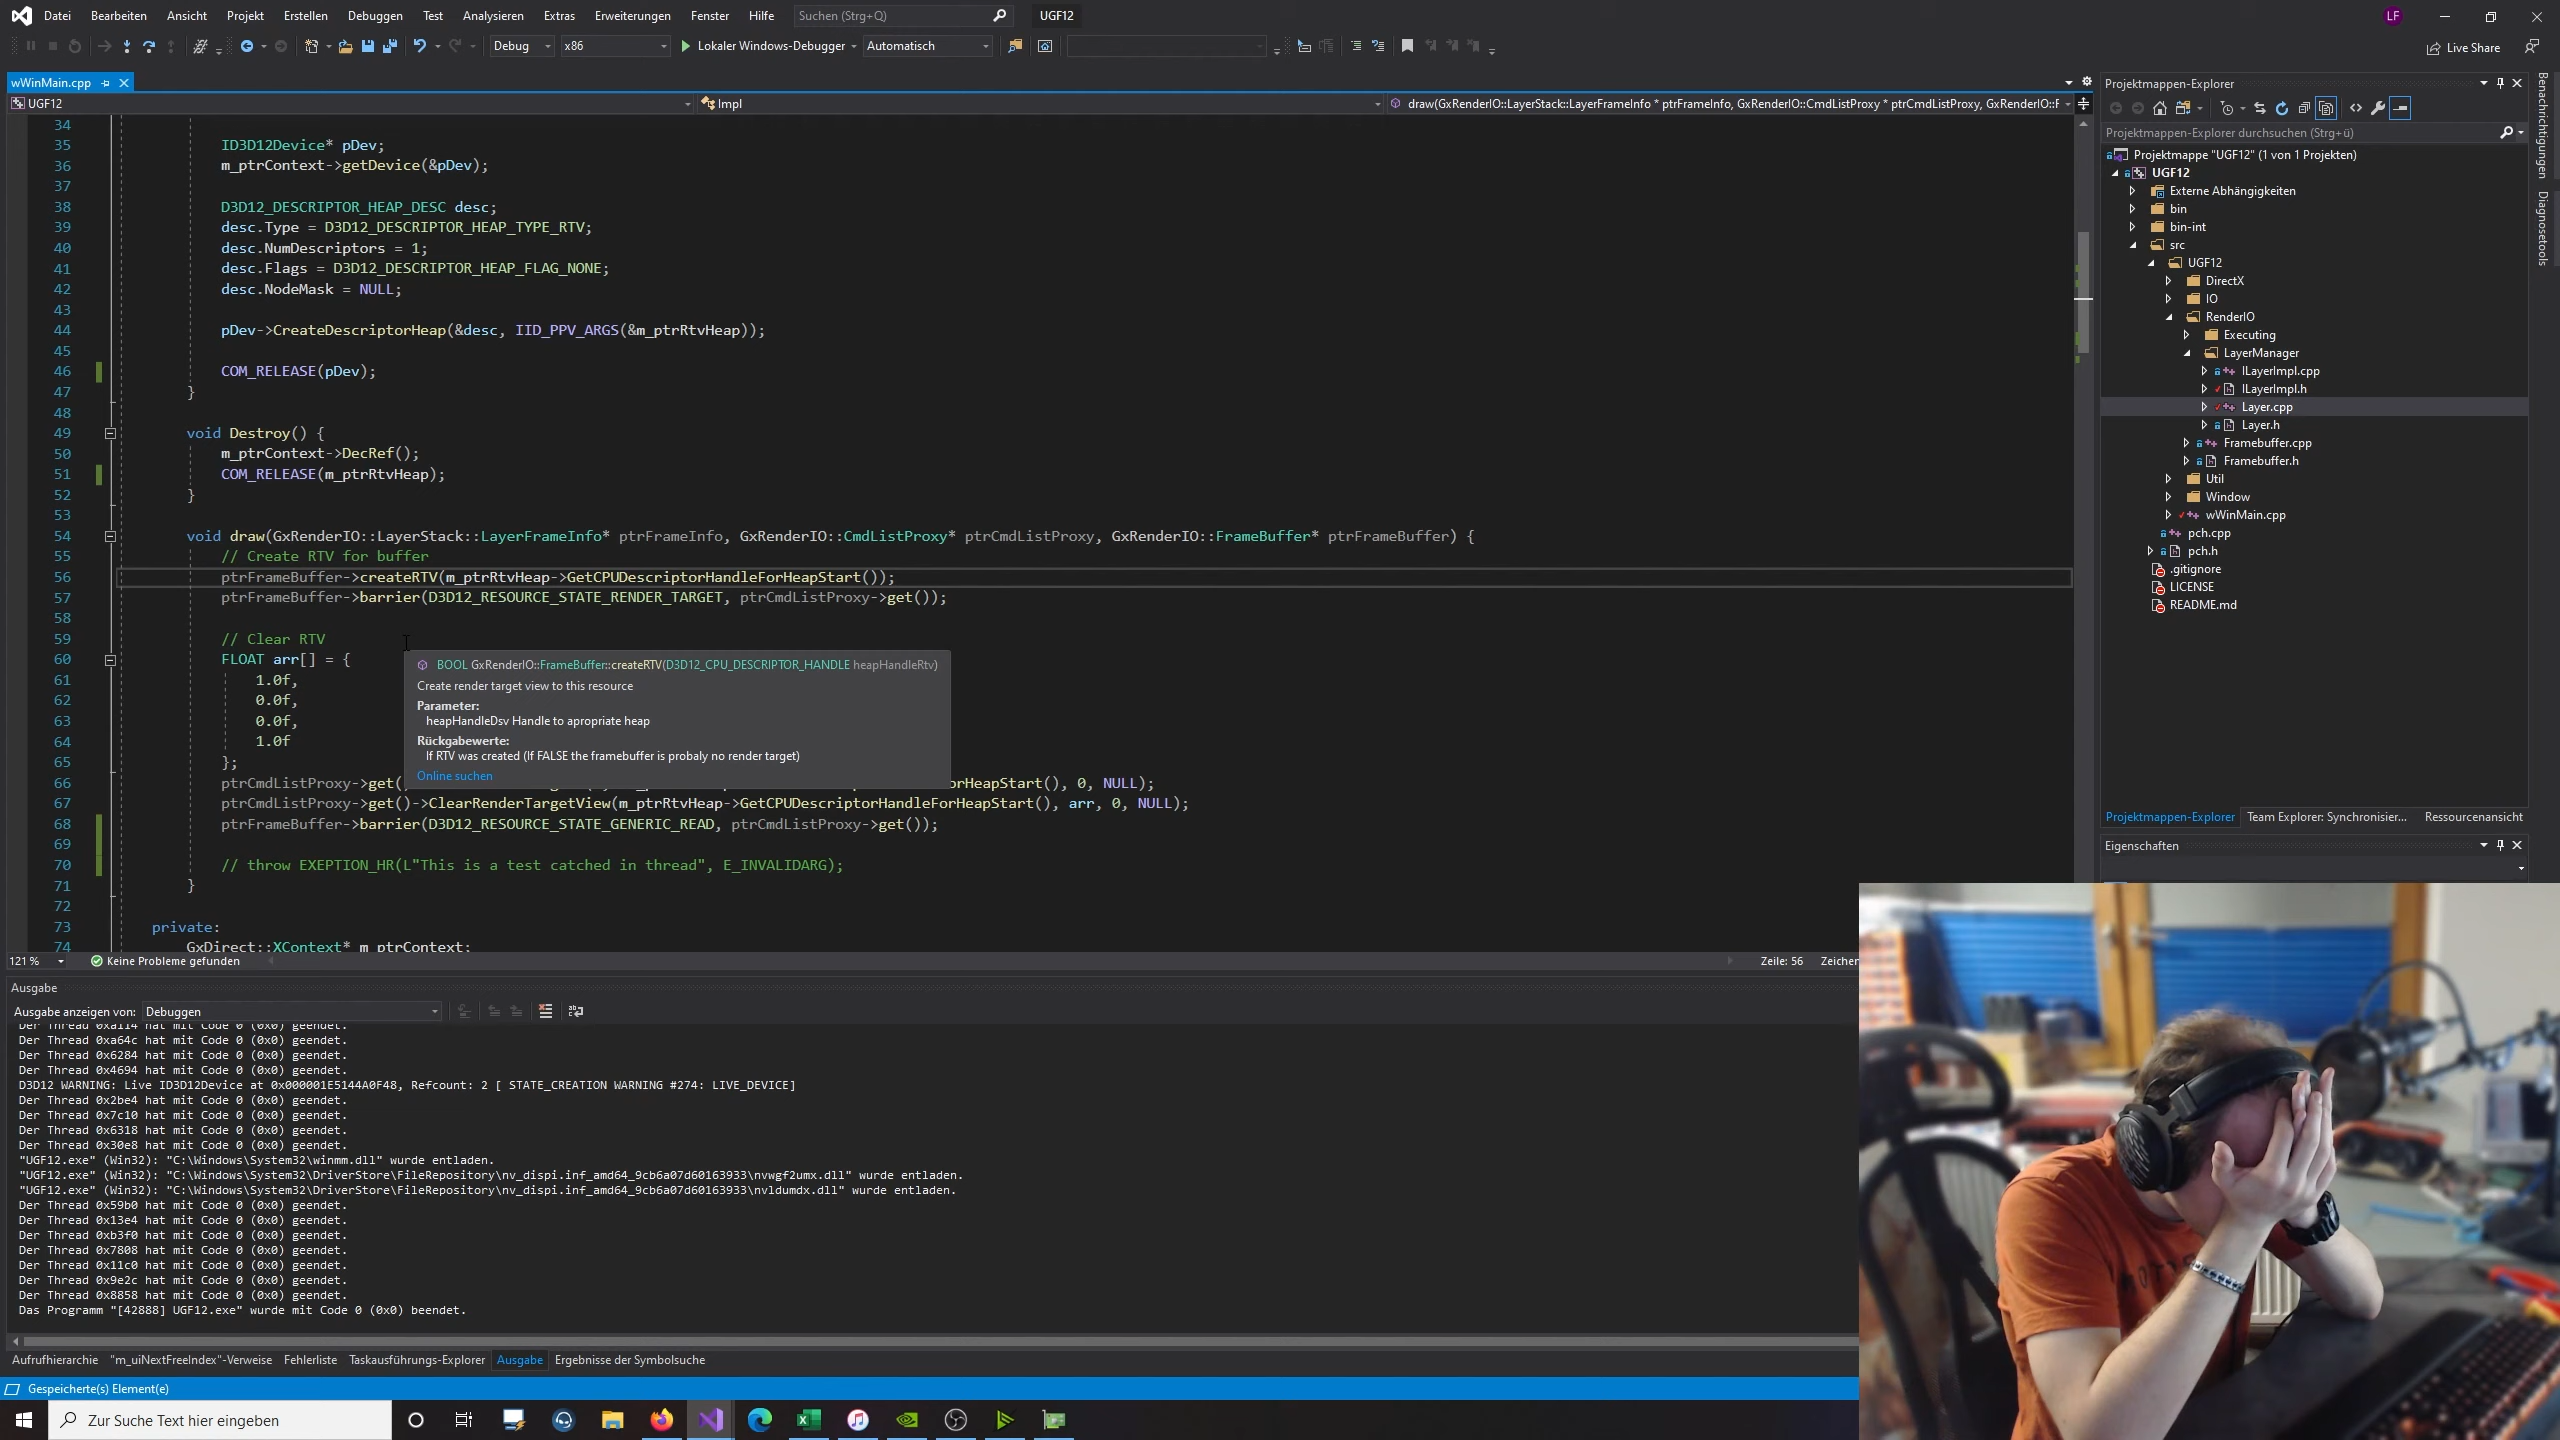 Datei Bearbeiten Ansicht Projekt Erstellen Debuggen Test Analysieren Extras Erweiterungen Fenster Hilfe Suchen (Strg+Q) UGF12 LF
Debug x86 Lokaler Windows-Debugger Automatisch Live Share
wWinMain.cpp
UGF12 Impl draw(GxRenderIO::LayerStack::LayerFrameInfo * ptrFrameInfo, GxRenderIO::CmdListProxy * ptrCmdListProxy, GxRenderIO::F
34
35 ID3D12Device* pDev;
36 m_ptrContext->getDevice(&pDev);
37
38 D3D12_DESCRIPTOR_HEAP_DESC desc;
39 desc.Type = D3D12_DESCRIPTOR_HEAP_TYPE_RTV;
40 desc.NumDescriptors = 1;
41 desc.Flags = D3D12_DESCRIPTOR_HEAP_FLAG_NONE;
42 desc.NodeMask = NULL;
43
44 pDev->CreateDescriptorHeap(&desc, IID_PPV_ARGS(&m_ptrRtvHeap));
45
46 COM_RELEASE(pDev);
47 }
48
49 void Destroy() {
50 m_ptrContext->DecRef();
51 COM_RELEASE(m_ptrRtvHeap);
52 }
53
54 void draw(GxRenderIO::LayerStack::LayerFrameInfo* ptrFrameInfo, GxRenderIO::CmdListProxy* ptrCmdListProxy, GxRenderIO::FrameBuffer* ptrFrameBuffer) {
55 // Create RTV for buffer
56 ptrFrameBuffer->createRTV(m_ptrRtvHeap->GetCPUDescriptorHandleForHeapStart());
57 ptrFrameBuffer->barrier(D3D12_RESOURCE_STATE_RENDER_TARGET, ptrCmdListProxy->get());
58
59 // Clear RTV
60 FLOAT arr[] = {
61 1.0f,
62 0.0f,
63 0.0f,
64 1.0f
65 };
66 ptrCmdListProxy->get( orHeapStart(), 0, NULL);
67 ptrCmdListProxy->get()->ClearRenderTargetView(m_ptrRtvHeap->GetCPUDescriptorHandleForHeapStart(), arr, 0, NULL);
68 ptrFrameBuffer->barrier(D3D12_RESOURCE_STATE_GENERIC_READ, ptrCmdListProxy->get());
69
70 // throw EXEPTION_HR(L"This is a test catched in thread", E_INVALIDARG);
71 }
72
73 private:
74 GxDirect::XContext* m_ptrContext;
BOOL GxRenderIO::FrameBuffer::createRTV(D3D12_CPU_DESCRIPTOR_HANDLE heapHandleRtv)
Create render target view to this resource
Parameter:
heapHandleDsv Handle to apropriate heap
Rückgabewerte:
If RTV was created (If FALSE the framebuffer is probaly no render target)
Online suchen
121 % Keine Probleme gefunden Zeile: 56 Zeichen
Ausgabe
Ausgabe anzeigen von: Debuggen
Der Thread 0xa114 hat mit Code 0 (0x0) geendet.
Der Thread 0xa64c hat mit Code 0 (0x0) geendet.
Der Thread 0x6284 hat mit Code 0 (0x0) geendet.
Der Thread 0x4694 hat mit Code 0 (0x0) geendet.
D3D12 WARNING: Live ID3D12Device at 0x000001E5144A0F48, Refcount: 2 [ STATE_CREATION WARNING #274: LIVE_DEVICE]
Der Thread 0x2be4 hat mit Code 0 (0x0) geendet.
Der Thread 0x7c10 hat mit Code 0 (0x0) geendet.
Der Thread 0x6318 hat mit Code 0 (0x0) geendet.
Der Thread 0x30e8 hat mit Code 0 (0x0) geendet.
"UGF12.exe" (Win32): "C:\Windows\System32\winmm.dll" wurde entladen.
"UGF12.exe" (Win32): "C:\Windows\System32\DriverStore\FileRepository\nv_dispi.inf_amd64_9cb6a07d60163933\nvwgf2umx.dll" wurde entladen.
"UGF12.exe" (Win32): "C:\Windows\System32\DriverStore\FileRepository\nv_dispi.inf_amd64_9cb6a07d60163933\nvldumdx.dll" wurde entladen.
Der Thread 0x59b0 hat mit Code 0 (0x0) geendet.
Der Thread 0x13e4 hat mit Code 0 (0x0) geendet.
Der Thread 0xb3f0 hat mit Code 0 (0x0) geendet.
Der Thread 0x7808 hat mit Code 0 (0x0) geendet.
Der Thread 0x11c0 hat mit Code 0 (0x0) geendet.
Der Thread 0x9e2c hat mit Code 0 (0x0) geendet.
Der Thread 0x8858 hat mit Code 0 (0x0) geendet.
Das Programm "[42888] UGF12.exe" wurde mit Code 0 (0x0) beendet.
Aufrufhierarchie "m_uiNextFreeIndex"-Verweise Fehlerliste Taskausführungs-Explorer Ausgabe Ergebnisse der Symbolsuche
Gespeicherte(s) Element(e)
Zur Suche Text hier eingeben
Projektmappen-Explorer
Projektmappen-Explorer durchsuchen (Strg+ü)
Projektmappe "UGF12" (1 von 1 Projekten)
UGF12
Externe Abhängigkeiten
bin
bin-int
src
UGF12
DirectX
IO
RenderIO
Executing
LayerManager
ILayerImpl.cpp
ILayerImpl.h
Layer.cpp
Layer.h
Framebuffer.cpp
Framebuffer.h
Util
Window
wWinMain.cpp
pch.cpp
pch.h
.gitignore
LICENSE
README.md
Projektmappen-Explorer Team Explorer: Synchronisier... Ressourcenansicht
Eigenschaften
Benachrichtigungen
Diagnosetools